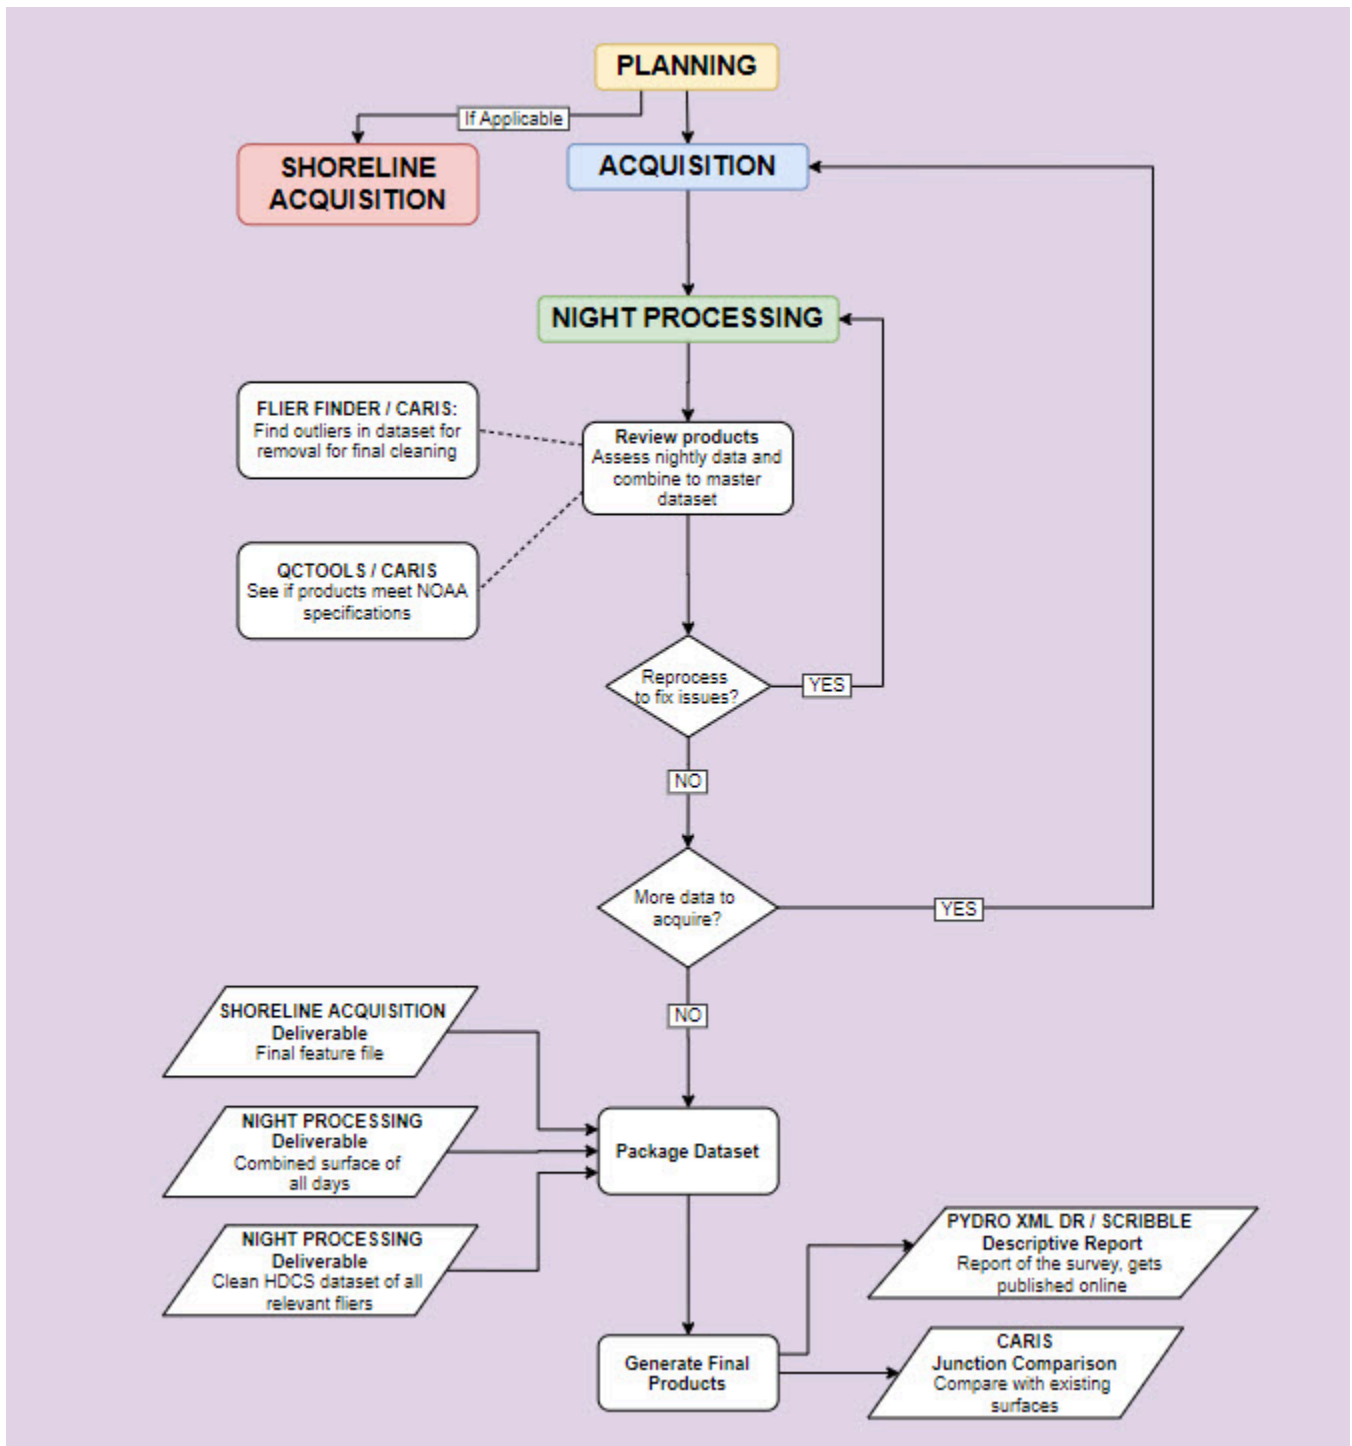 PLANNING
If Applicable
SHORELINE
ACQUISITION
ACQUISITION
NIGHT PROCESSING
FLIER FINDER / CARIS:
Find outliers in dataset for
removal for final cleaning
Review products
Assess nightly data and
combine to master
dataset
QCTOOLS / CARIS
See if products meet NOAA
specifications
Reprocess
to fix issues?
YES
NO
More data to
acquire?
YES
NO
SHORELINE ACQUISITION
Deliverable
Final feature file
NIGHT PROCESSING
Deliverable
Combined surface of
all days
Package Dataset
NIGHT PROCESSING
Deliverable
Clean HDCS dataset of all
relevant fliers
PYDRO XML DR / SCRIBBLE
Descriptive Report
Report of the survey, gets
published online
Generate Final
Products
CARIS
Junction Comparison
Compare with existing
surfaces